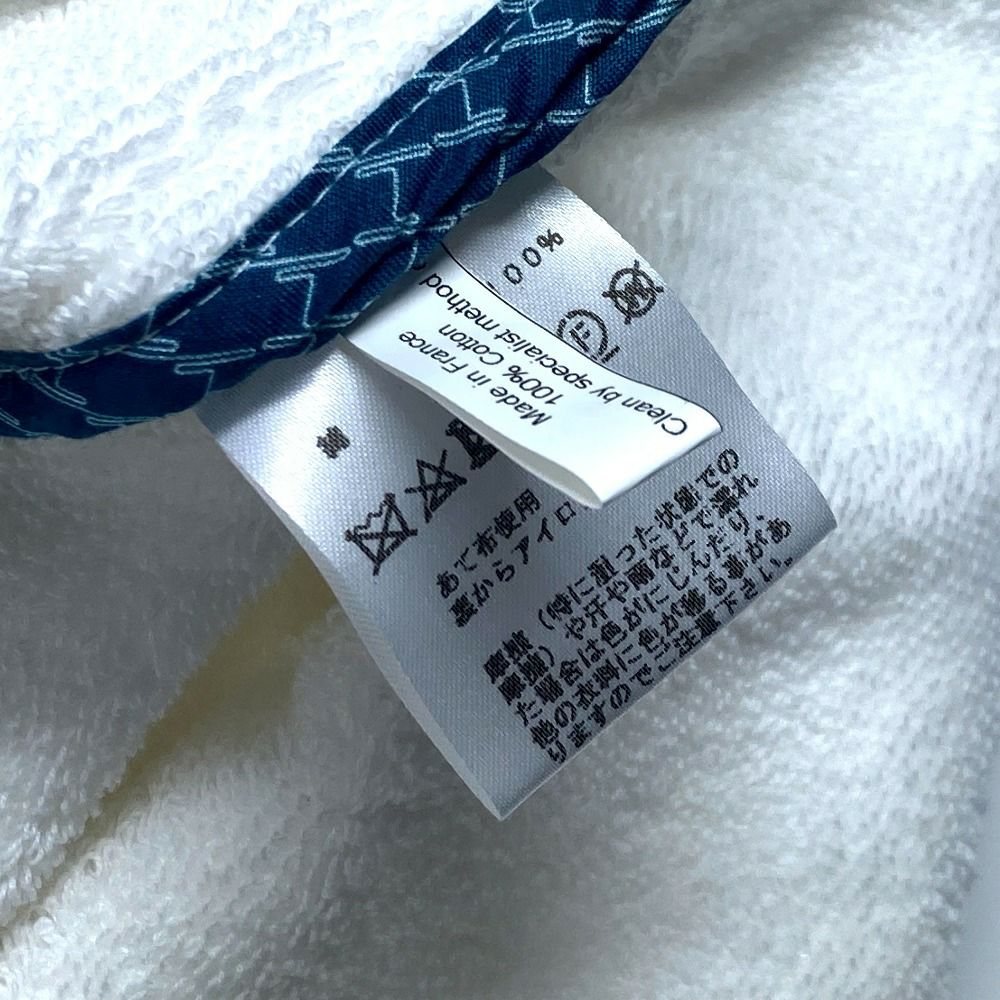 Made in France
100% Cotton
Clean by specialist method
綿
00%
あて布使用
裏からアイロ
摩擦(特に湿った状態での
摩擦)や汗や雨などで濡れ
た場合は色がにじんだり、
他の衣料に色が移る事があ
りますのでご注意下さい。